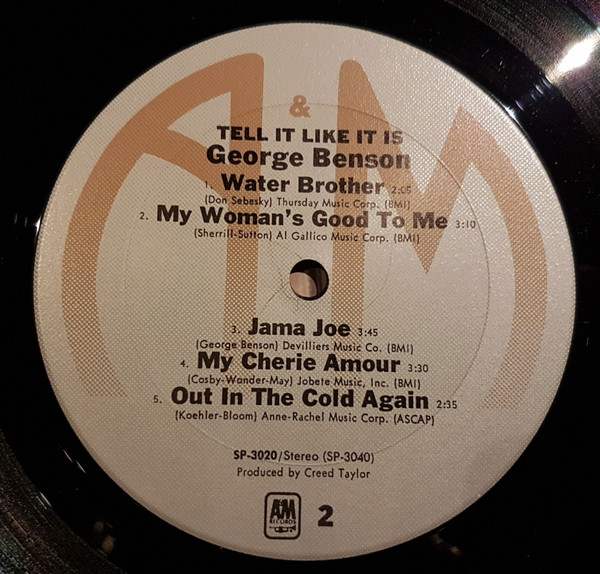 &
TELL IT LIKE IT IS
George Benson
1. Water Brother 2:05
(Don Sebesky) Thursday Music Corp. (BMI)
2. My Woman's Good To Me 3:10
(Sherrill-Sutton) Al Gallico Music Corp. (BMI)
3. Jama Joe 3:45
(George Benson) Devilliers Music Co. (BMI)
4. My Cherie Amour 3:30
(Cosby-Wonder-May) Jobete Music, Inc. (BMI)
5. Out In The Cold Again 2:35
(Koehler-Bloom) Anne-Rachel Music Corp. (ASCAP)
SP-3020/Stereo (SP-3040)
Produced by Creed Taylor
A&M
RECORDS
2